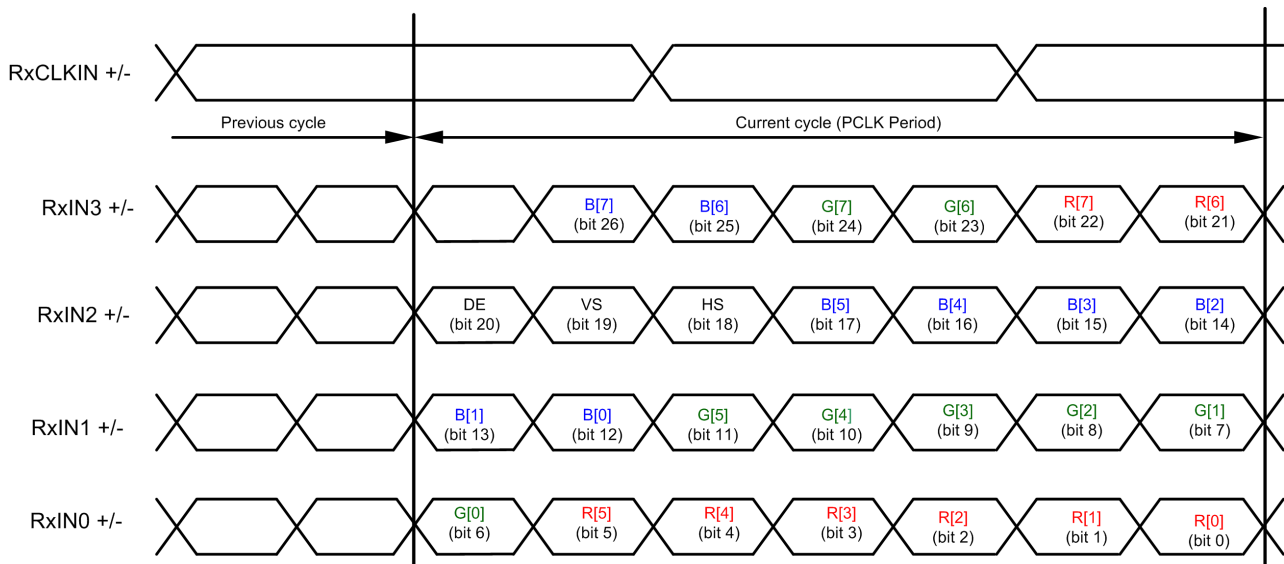 RxCLKIN +/-
Previous cycle
Current cycle (PCLK Period)
RxIN3 +/-
B[7] B[6] G[7] G[6] R[7] R[6]
(bit 26) (bit 25) (bit 24) (bit 23) (bit 22) (bit 21)
RxIN2 +/-
DE VS HS B[5] B[4] B[3] B[2]
(bit 20) (bit 19) (bit 18) (bit 17) (bit 16) (bit 15) (bit 14)
RxIN1 +/-
B[1] B[0] G[5] G[4] G[3] G[2] G[1]
(bit 13) (bit 12) (bit 11) (bit 10) (bit 9) (bit 8) (bit 7)
RxIN0 +/-
G[0] R[5] R[4] R[3] R[2] R[1] R[0]
(bit 6) (bit 5) (bit 4) (bit 3) (bit 2) (bit 1) (bit 0)